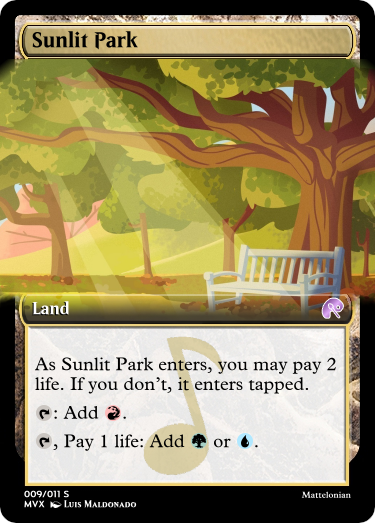 Sunlit Park
Land
As Sunlit Park enters, you may pay 2
life. If you don't, it enters tapped.
: Add .
, Pay 1 life: Add or .
009/011 S
MVX Luis Maldonado
Mattelonian